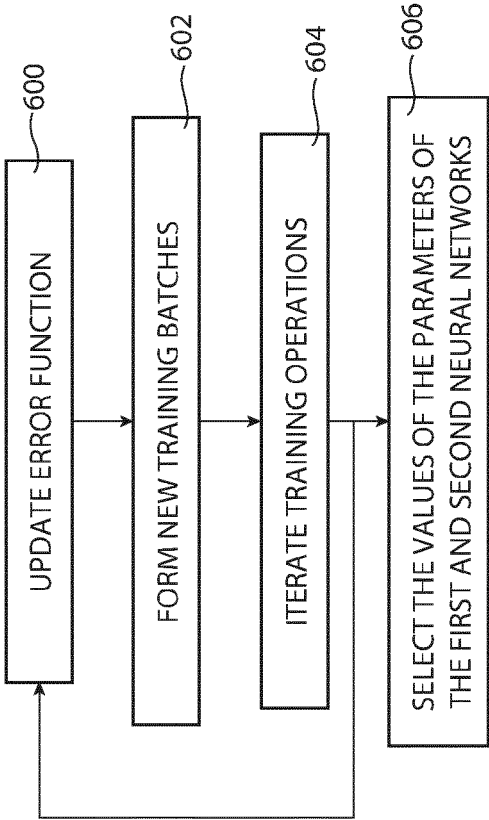 600
UPDATE ERROR FUNCTION
602
FORM NEW TRAINING BATCHES
604
ITERATE TRAINING OPERATIONS
606
SELECT THE VALUES OF THE PARAMETERS OF
THE FIRST AND SECOND NEURAL NETWORKS